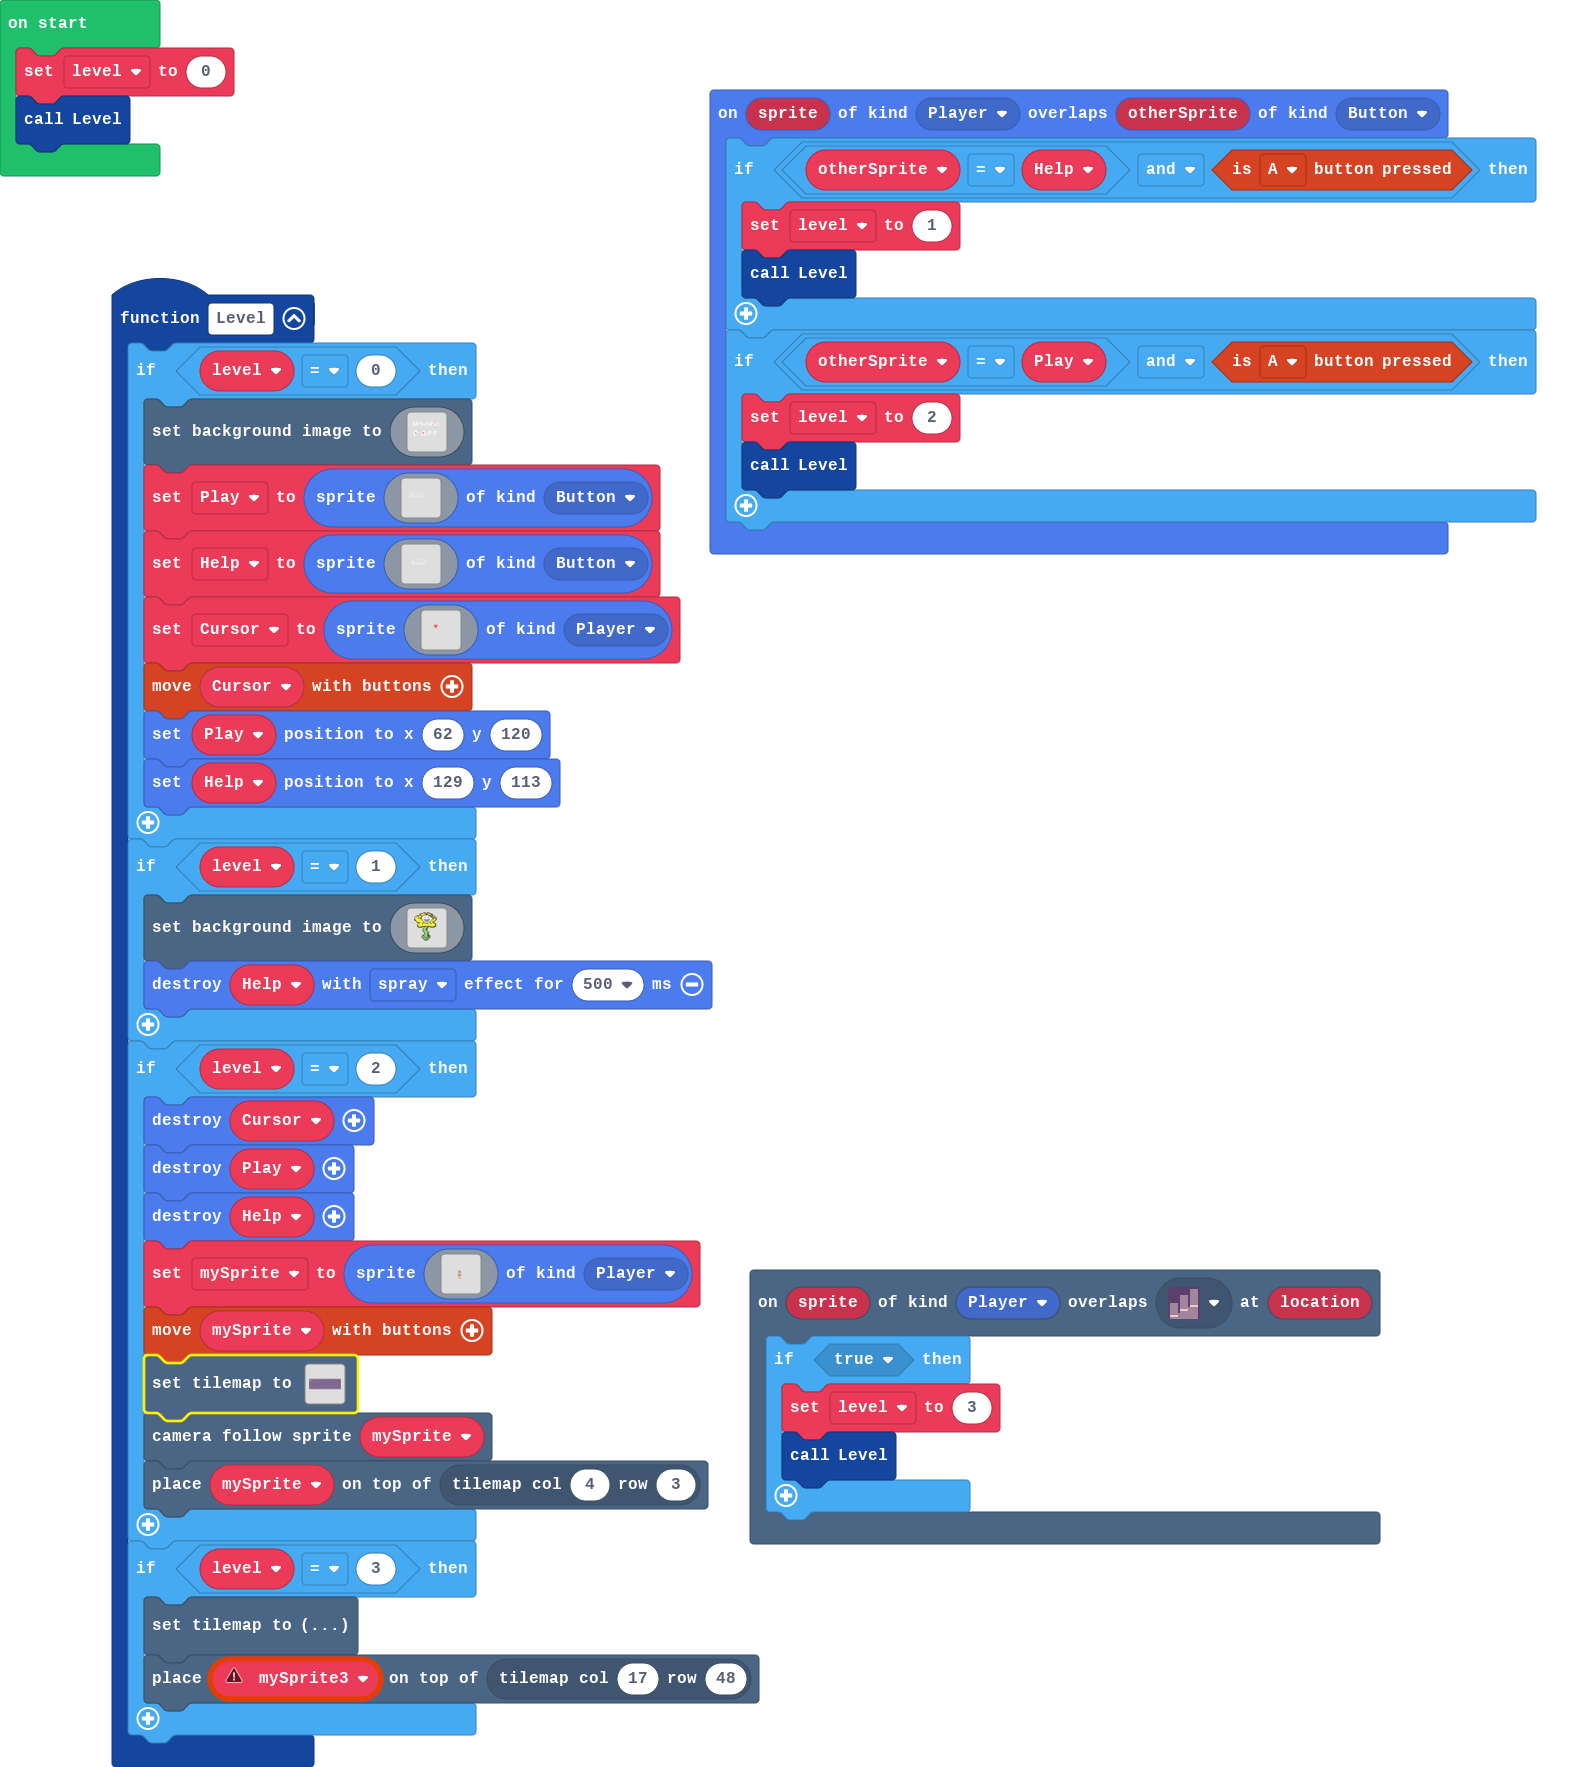 on start
set level to 0
call Level
on sprite of kind Player overlaps otherSprite of kind Button
if otherSprite = Help and is A button pressed then
set level to 1
call Level
if otherSprite = Play and is A button pressed then
set level to 2
call Level
function Level
if level = 0 then
set background image to
set Play to sprite of kind Button
set Help to sprite of kind Button
set Cursor to sprite of kind Player
move Cursor with buttons
set Play position to x 62 y 120
set Help position to x 129 y 113
if level = 1 then
set background image to
destroy Help with spray effect for 500 ms
if level = 2 then
destroy Cursor
destroy Play
destroy Help
set mySprite to sprite of kind Player
move mySprite with buttons
set tilemap to
camera follow sprite mySprite
place mySprite on top of tilemap col 4 row 3
if level = 3 then
set tilemap to (...)
place mySprite3 on top of tilemap col 17 row 48
on sprite of kind Player overlaps at location
if true then
set level to 3
call Level